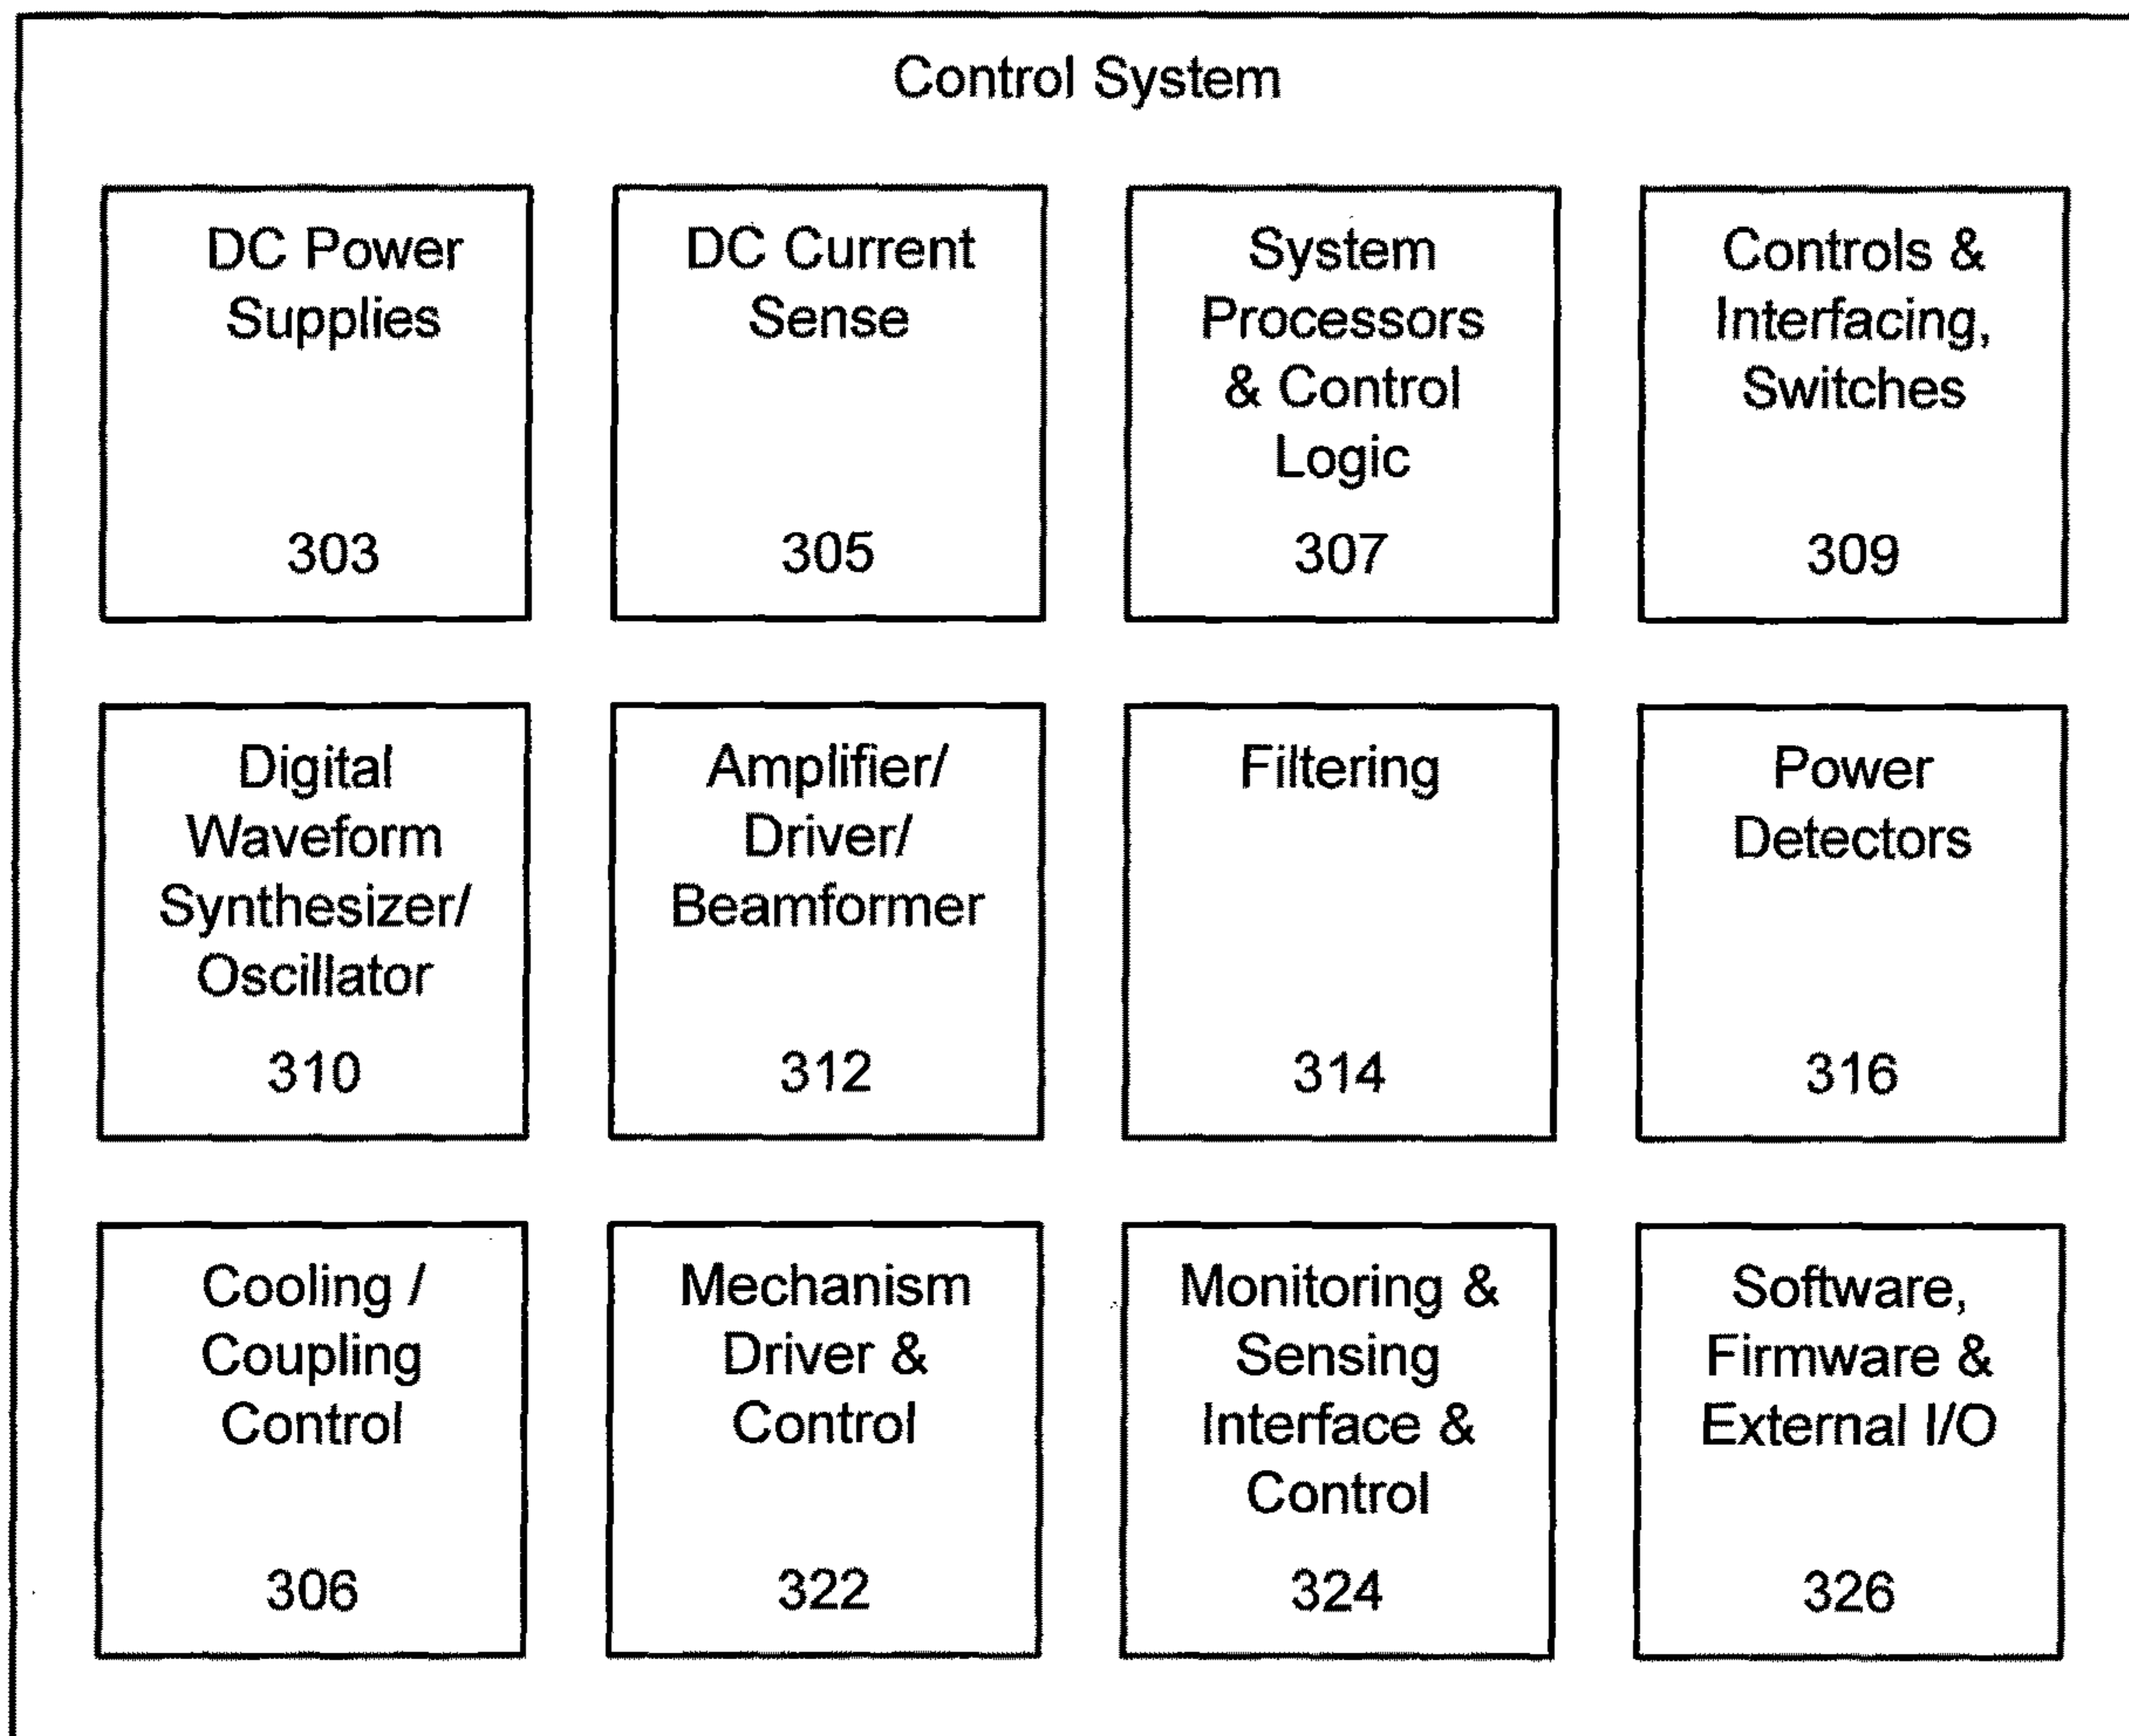 Control System
DC Power
Supplies
303
DC Current
Sense
305
System
Processors
& Control
Logic
307
Controls &
Interfacing,
Switches
309
Digital
Waveform
Synthesizer/
Oscillator
310
Amplifier/
Driver/
Beamformer
312
Filtering
314
Power
Detectors
316
Cooling /
Coupling
Control
306
Mechanism
Driver &
Control
322
Monitoring &
Sensing
Interface &
Control
324
Software,
Firmware &
External I/O
326